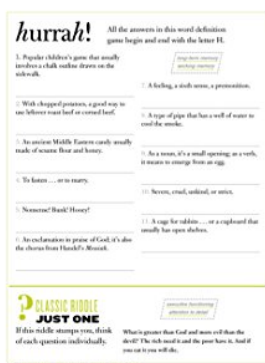 hurrah!
All the answers in this word definition
game begin and end with the letter H.
long-term memory
working memory
1. Popular children's game that usually
involves a chalk outline drawn on the
sidewalk.
2. With chopped potatoes, a good way to
use leftover roast beef or corned beef.
3. An ancient Middle Eastern candy usually
made of sesame flour and honey.
4. To fasten . . . or to marry.
5. Nonsense! Bunk! Hooey!
6. An exclamation in praise of God; it's also
the chorus from Handel's Messiah.
7. A feeling, a sixth sense, a premonition.
8. A type of pipe that has a well of water to
cool the smoke.
9. As a noun, it's a small opening; as a verb,
it means to emerge from an egg.
10. Severe, cruel, unkind, or strict.
11. A cage for rabbits . . . or a cupboard that
usually has open shelves.
? CLASSIC RIDDLE
JUST ONE
If this riddle stumps you, think
of each question individually.
executive functioning
attention to detail
What is greater than God and more evil than the
devil? The rich need it and the poor have it. And if
you eat it you will die.